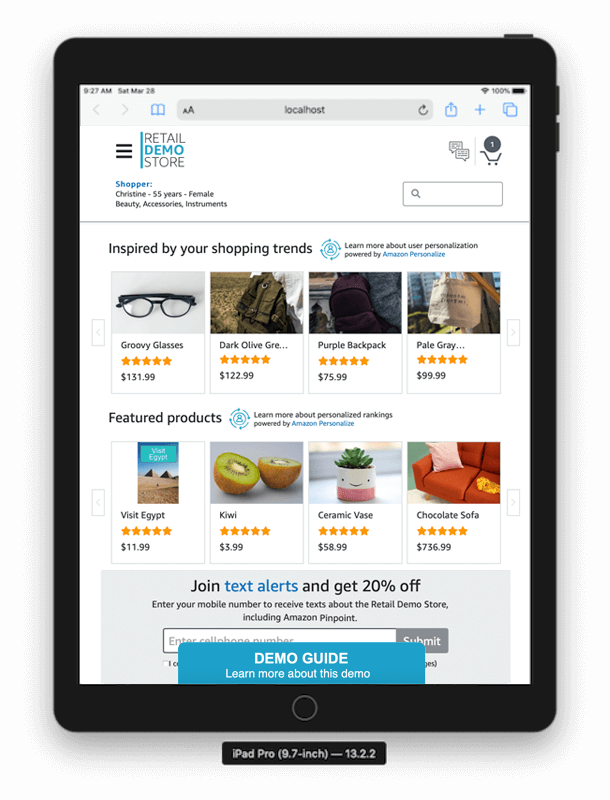 9:27 AM Sat Mar 28
100%
AA
localhost
RETAIL
DEMO
STORE
1
Shopper:
Christine - 55 years - Female
Beauty, Accessories, Instruments
Inspired by your shopping trends
Learn more about user personalization
powered by Amazon Personalize
Groovy Glasses
$131.99
Dark Olive Gre...
$122.99
Purple Backpack
$75.99
Pale Gray...
$99.99
Featured products
Learn more about personalized rankings
powered by Amazon Personalize
Visit
Egypt
Visit Egypt
$11.99
Kiwi
$3.99
Ceramic Vase
$58.99
Chocolate Sofa
$736.99
Join text alerts and get 20% off
Enter your mobile number to receive texts about the Retail Demo Store,
including Amazon Pinpoint.
Enter cellphone number
Submit
DEMO GUIDE
Learn more about this demo
iPad Pro (9.7-inch) — 13.2.2